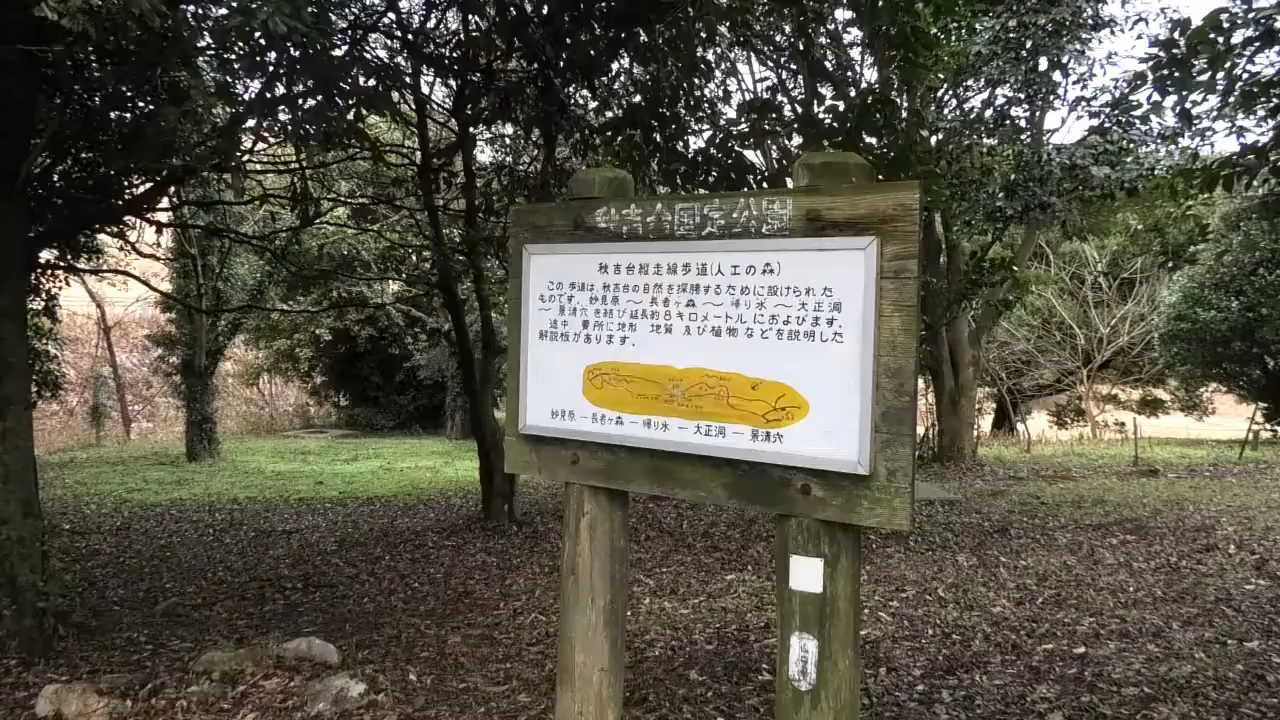 秋吉台国定公園
秋吉台縦走線歩道(人工の森)
この歩道は、秋吉台の自然を探勝するために設けられた
ものです。妙見原〜長者ヶ森〜帰り水〜大正洞
〜景清穴を結び延長約8キロメートルにおよびます。
途中 要所に地形 地質 及び植物などを説明した
解説板があります。
妙見原―長者ヶ森―帰り水―大正洞―景清穴